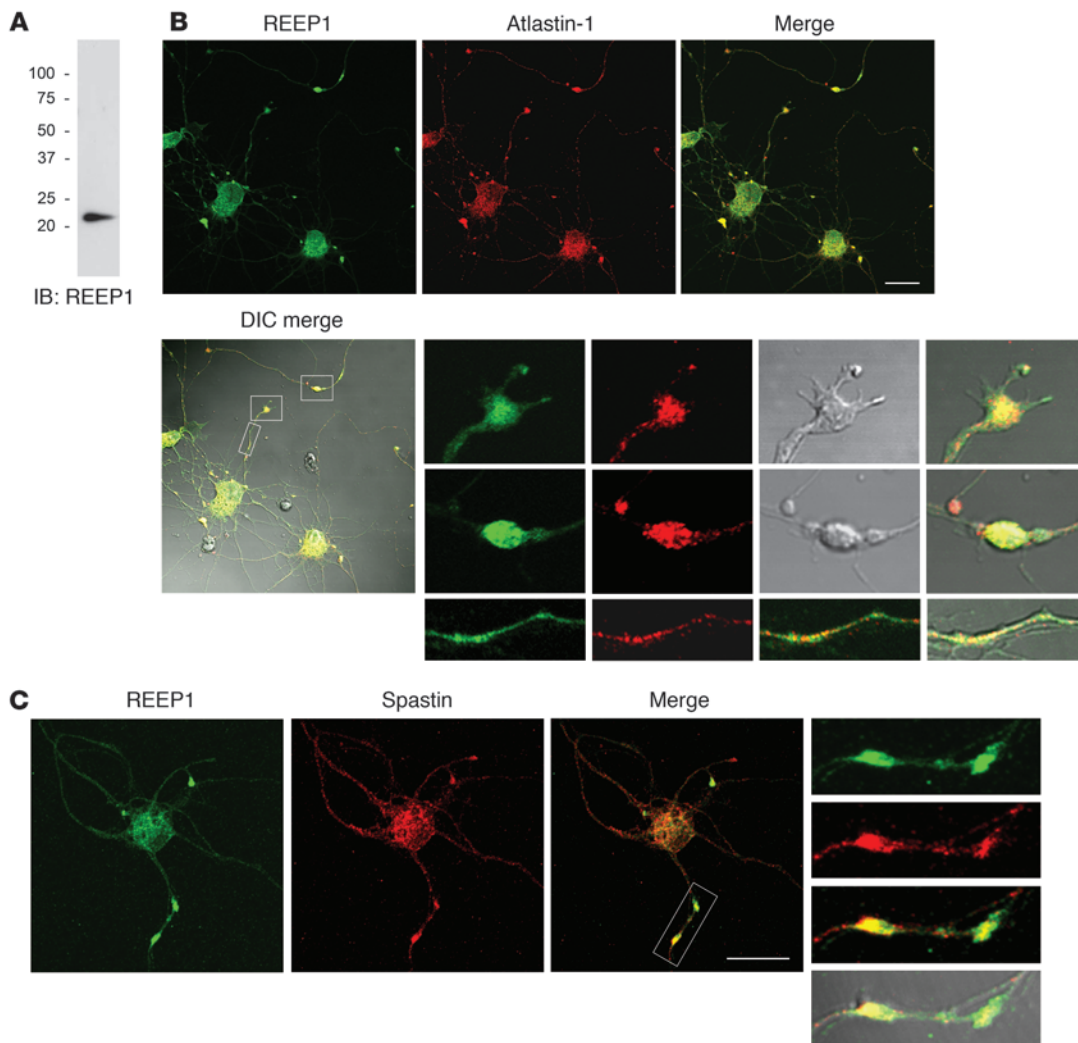 A
100 -
75 -
50 -
37 -
25 -
20 -
IB: REEP1
B
REEP1 Atlastin-1 Merge
DIC merge
C
REEP1 Spastin Merge